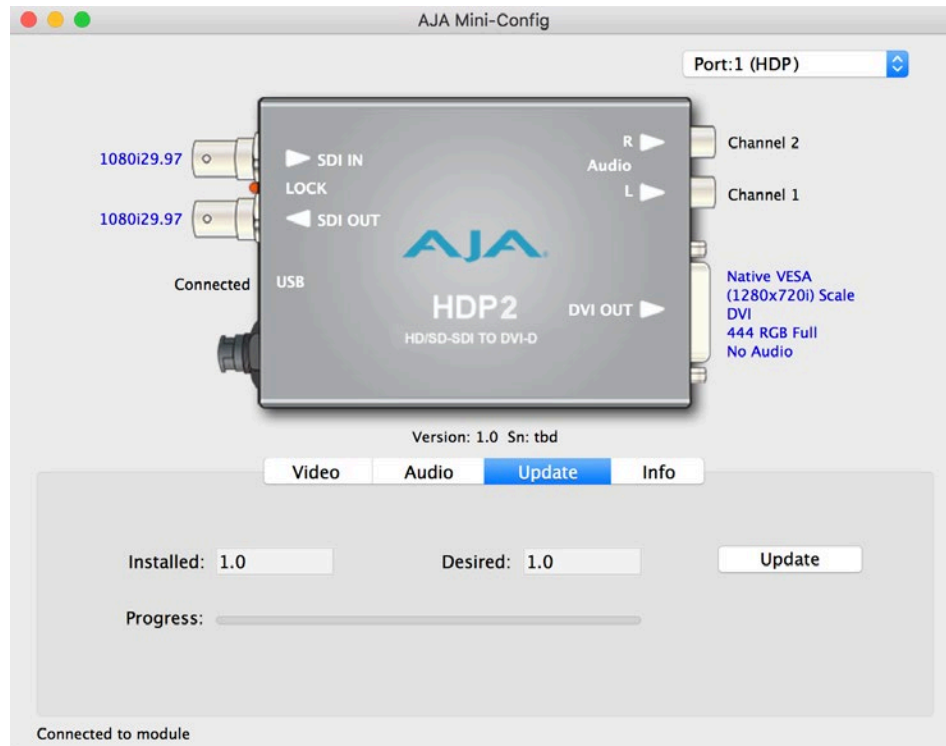 AJA Mini-Config
Port:1 (HDP)
1080i29.97
SDI IN
LOCK
1080i29.97
SDI OUT
Connected
USB
AJA
HDP2
HD/SD-SDI TO DVI-D
R
Audio
L
DVI OUT
Channel 2
Channel 1
Native VESA
(1280x720i) Scale
DVI
444 RGB Full
No Audio
Version: 1.0 Sn: tbd
Video Audio Update Info
Installed: 1.0 Desired: 1.0 Update
Progress:
Connected to module